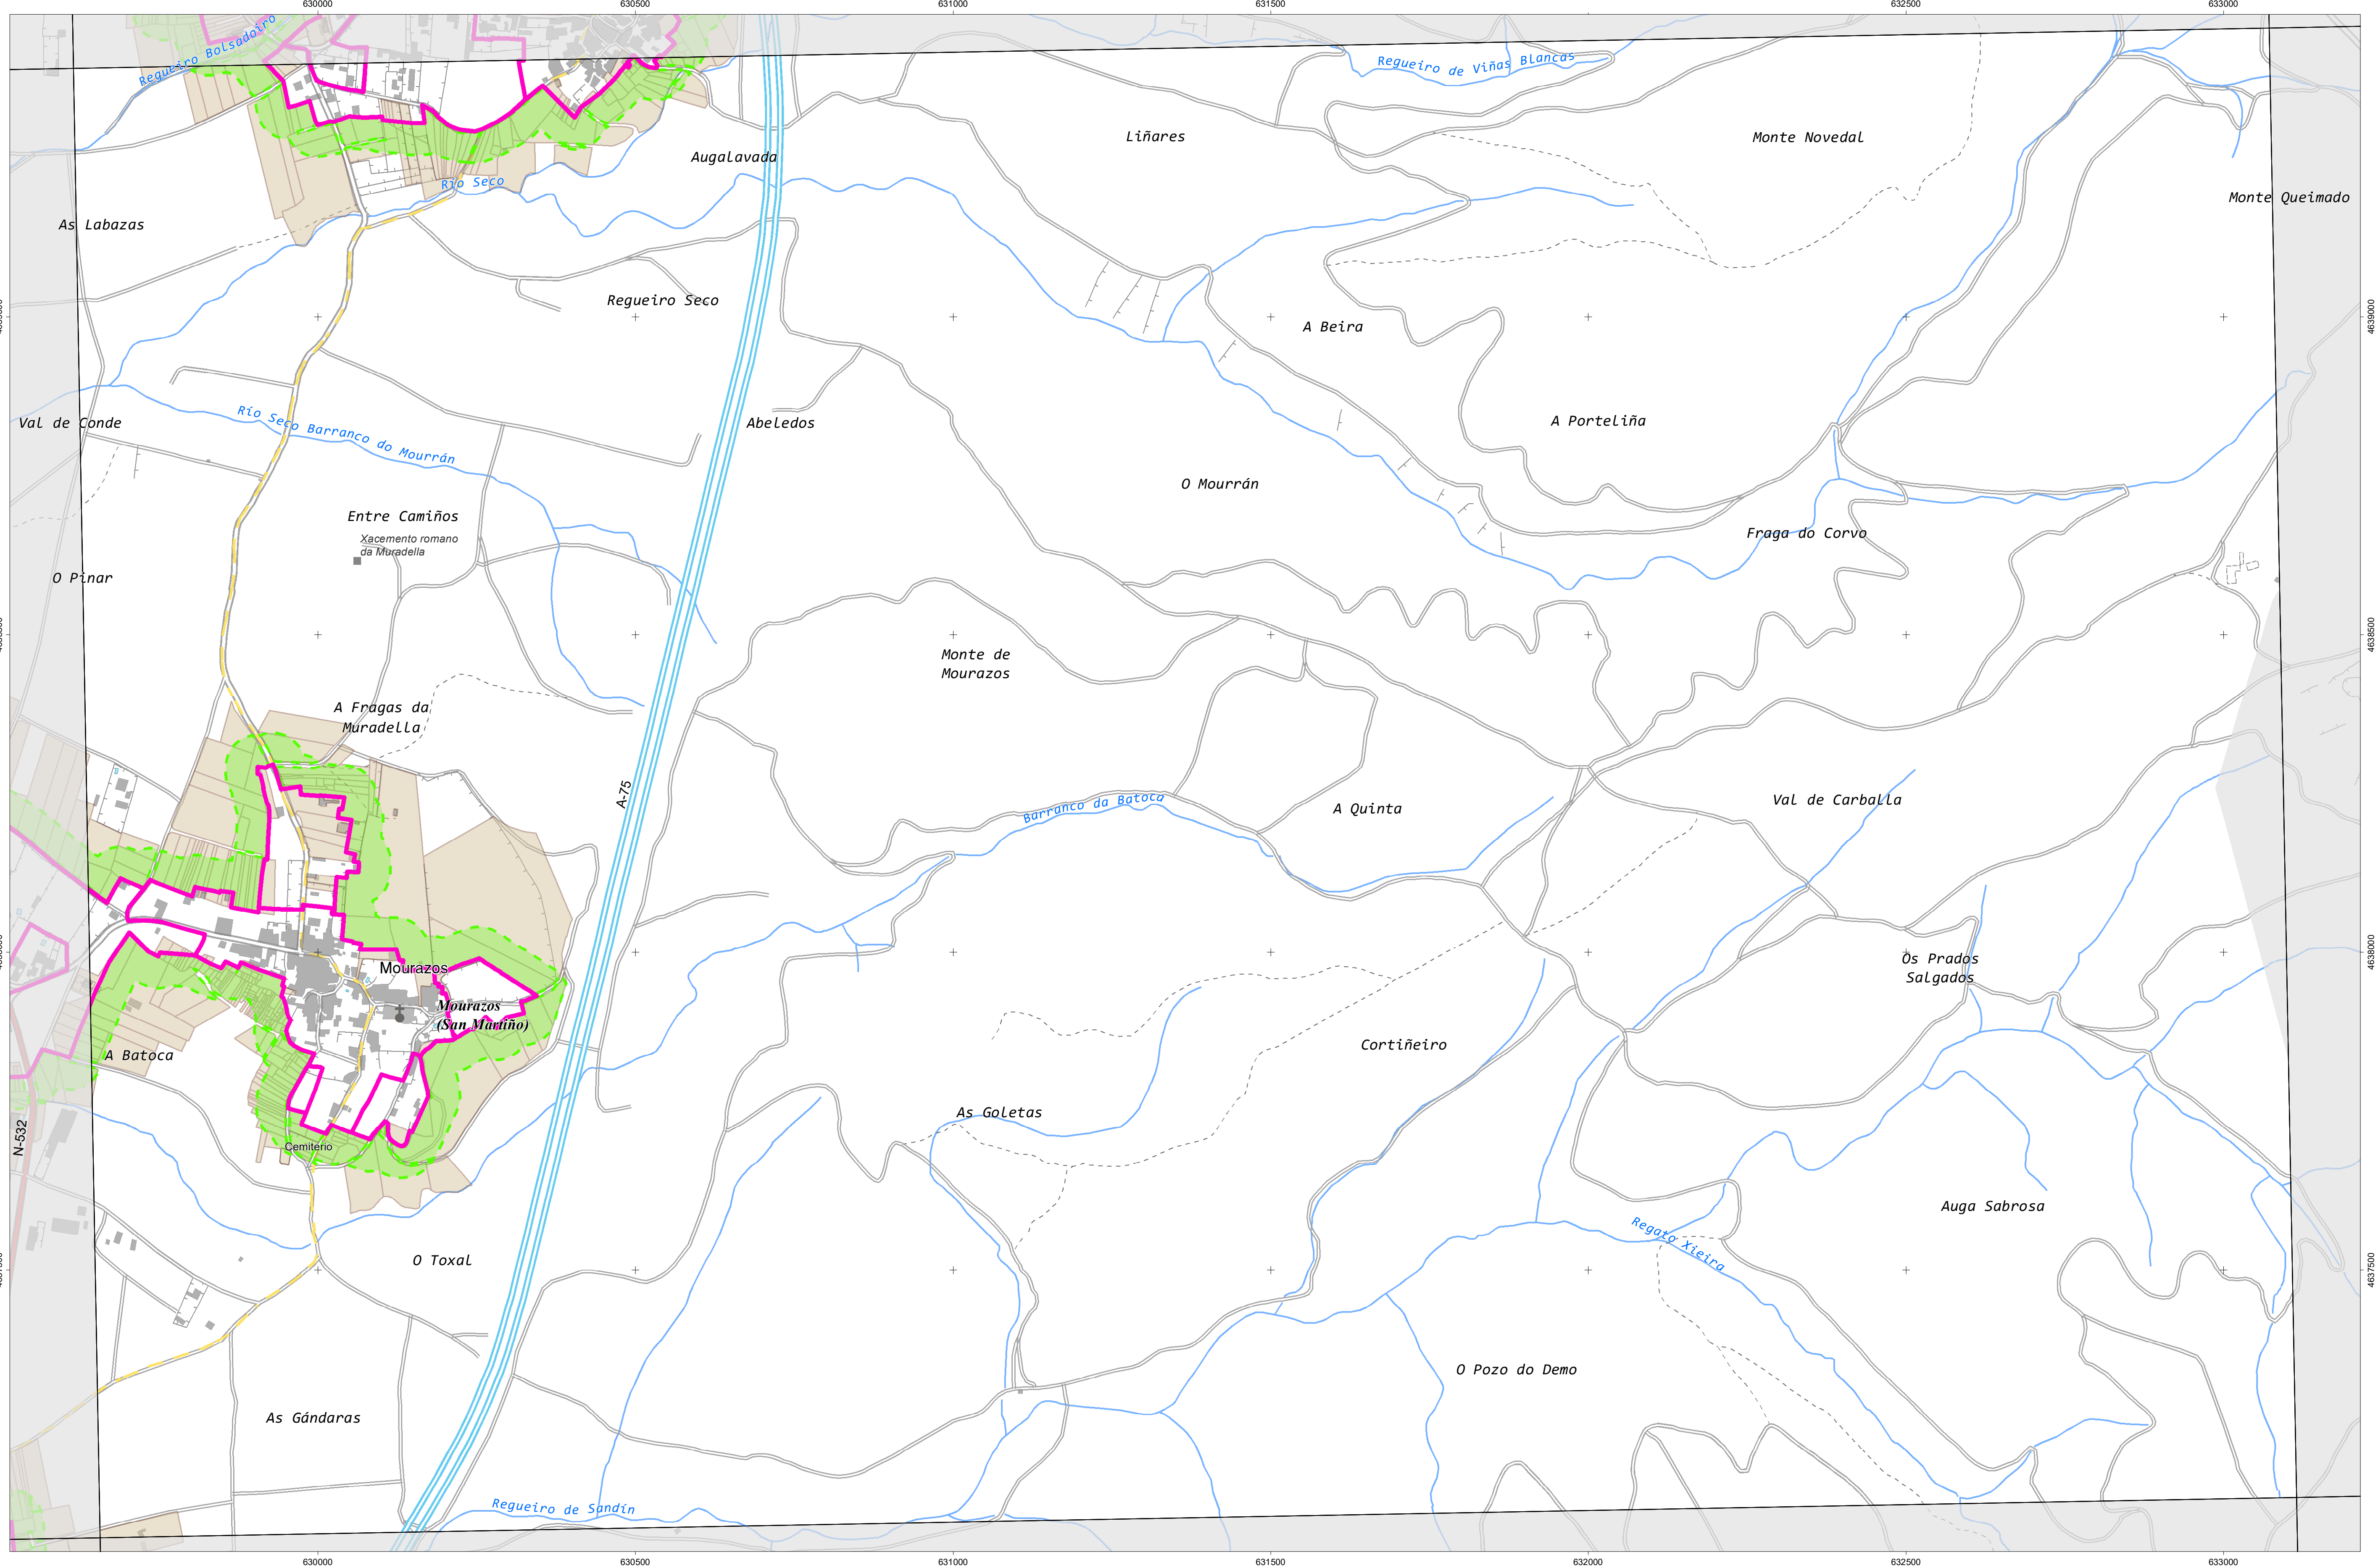 630000
630500
631000
631500
632000
632500
633000
Regueiro Bolsadoiro
Regueiro de Viñas Blancas
Liñares
Monte Novedal
Augalavada
Río Seco
Monte Queimado
As Labazas
Regueiro Seco
4639000
A Beira
Val de Conde
Río Seco Barranco do Mourrán
Abeledos
A Porteliña
O Mourrán
Entre Camiños
Fraga do Corvo
Xacemento romano
da Muradella
O Pinar
4638500
Monte de
Mourazos
A Fragas da
Muradella
A-75
Barranco da Batoca
A Quinta
Val de Carballa
4638000
Os Prados
Salgados
Mourazos
Mourazos
(San Martiño)
A Batoca
Cortiñeiro
As Goletas
N-532
Cemiterio
Auga Sabrosa
Regato Xieira
O Toxal
4637500
O Pozo do Demo
As Gándaras
Regueiro de Sandín
630000
630500
631000
631500
632000
632500
633000